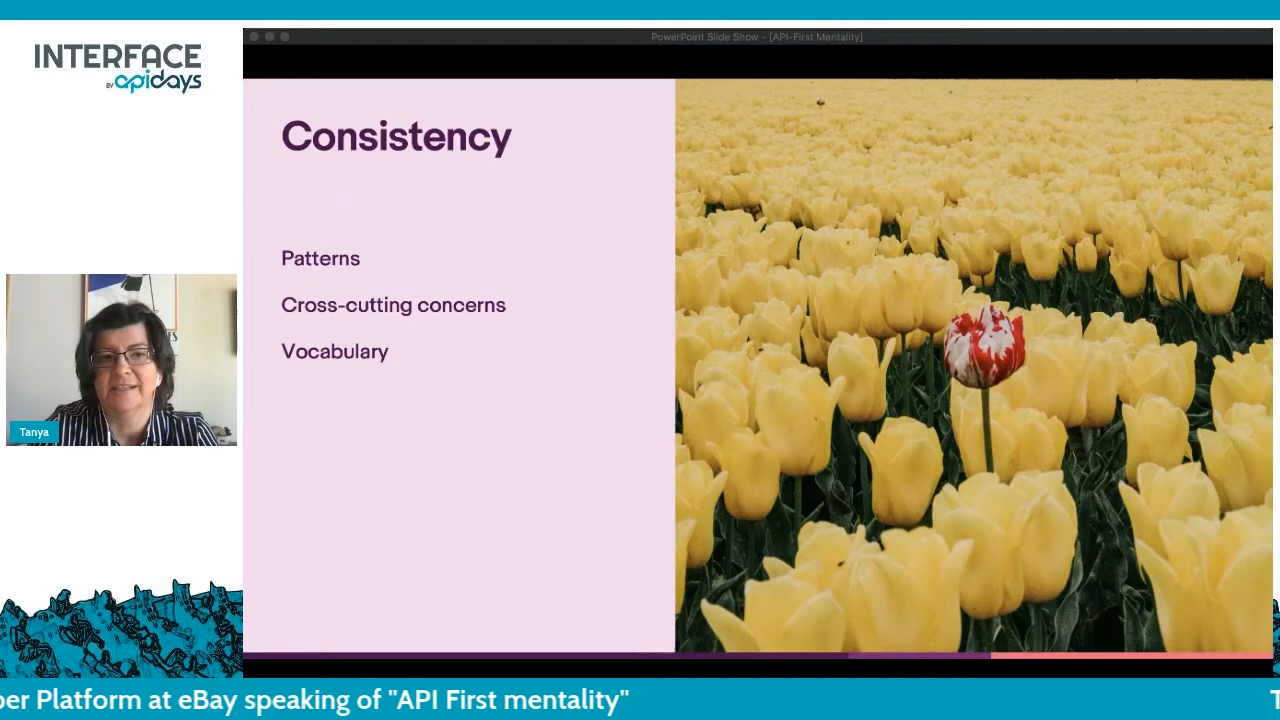 INTERFACE
BY apidays
PowerPoint Slide Show - [API-First Mentality]
Consistency
Patterns
Cross-cutting concerns
Vocabulary
Tanya
per Platform at eBay speaking of "API First mentality"
T